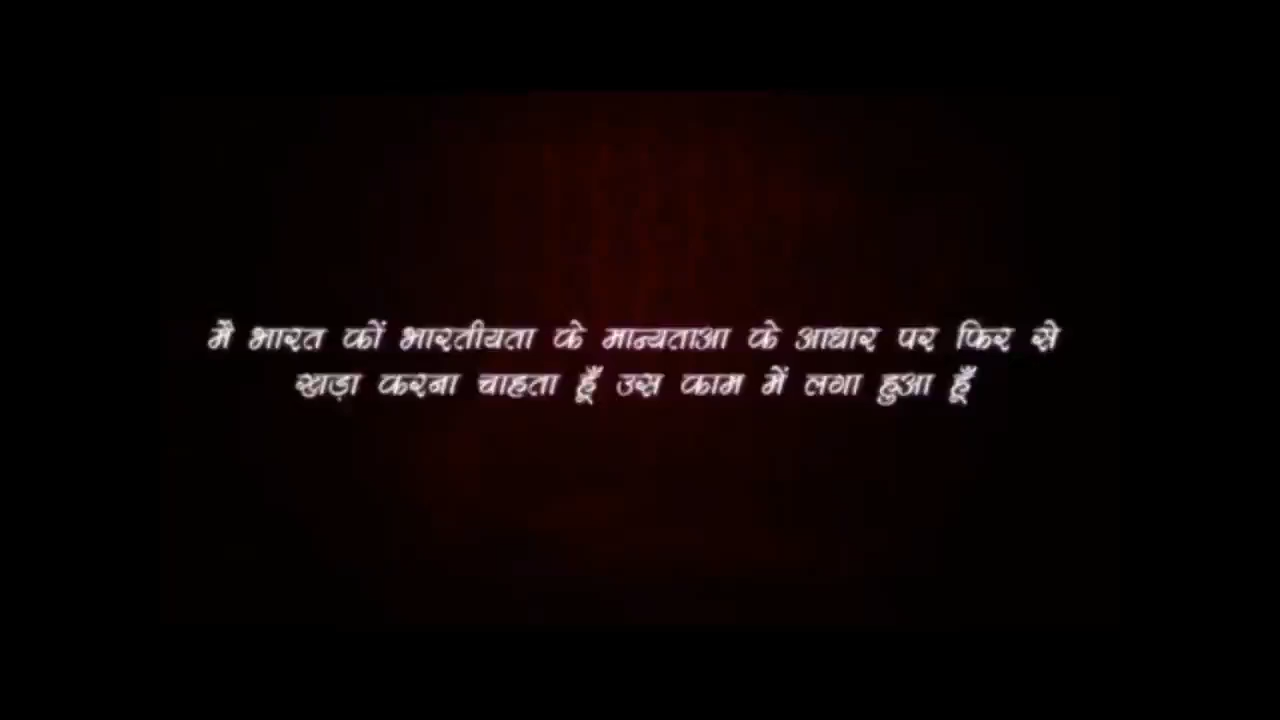 मै भारत कों भारतीयता के मान्यताआ के आधार पर फिर से
खड़ा करना चाहता हूँ उस काम में लगा हुआ हूँ